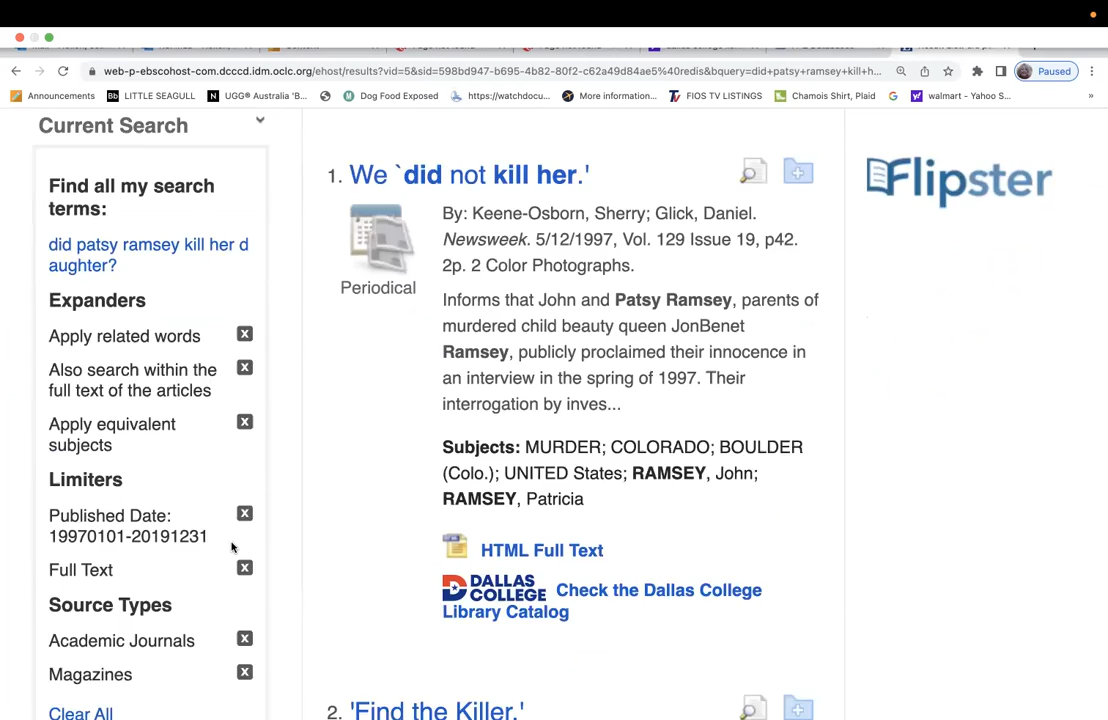 web-p-ebscohost-com.dcccd.idm.oclc.org/ehost/results?vid=5&sid=598bd947-b695-4b82-80f2-c62a49d84ae5%40redis&bquery=did+patsy+ramsey+kill+h...
Paused
Announcements
Bb LITTLE SEAGULL
N UGG® Australia 'B...
Dog Food Exposed
https://watchdocu...
More information...
FIOS TV LISTINGS
Chamois Shirt, Plaid
G
walmart - Yahoo S...
»
Current Search
Find all my search
terms:
did patsy ramsey kill her d
aughter?
Expanders
Apply related words
Also search within the
full text of the articles
Apply equivalent
subjects
Limiters
Published Date:
19970101-20191231
Full Text
Source Types
Academic Journals
Magazines
Clear All
1. We `did not kill her.'
Periodical
By: Keene-Osborn, Sherry; Glick, Daniel.
Newsweek. 5/12/1997, Vol. 129 Issue 19, p42.
2p. 2 Color Photographs.
Informs that John and Patsy Ramsey, parents of
murdered child beauty queen JonBenet
Ramsey, publicly proclaimed their innocence in
an interview in the spring of 1997. Their
interrogation by inves...
Subjects: MURDER; COLORADO; BOULDER
(Colo.); UNITED States; RAMSEY, John;
RAMSEY, Patricia
HTML Full Text
DALLAS
COLLEGE
Check the Dallas College
Library Catalog
2. 'Find the Killer.'
Flipster